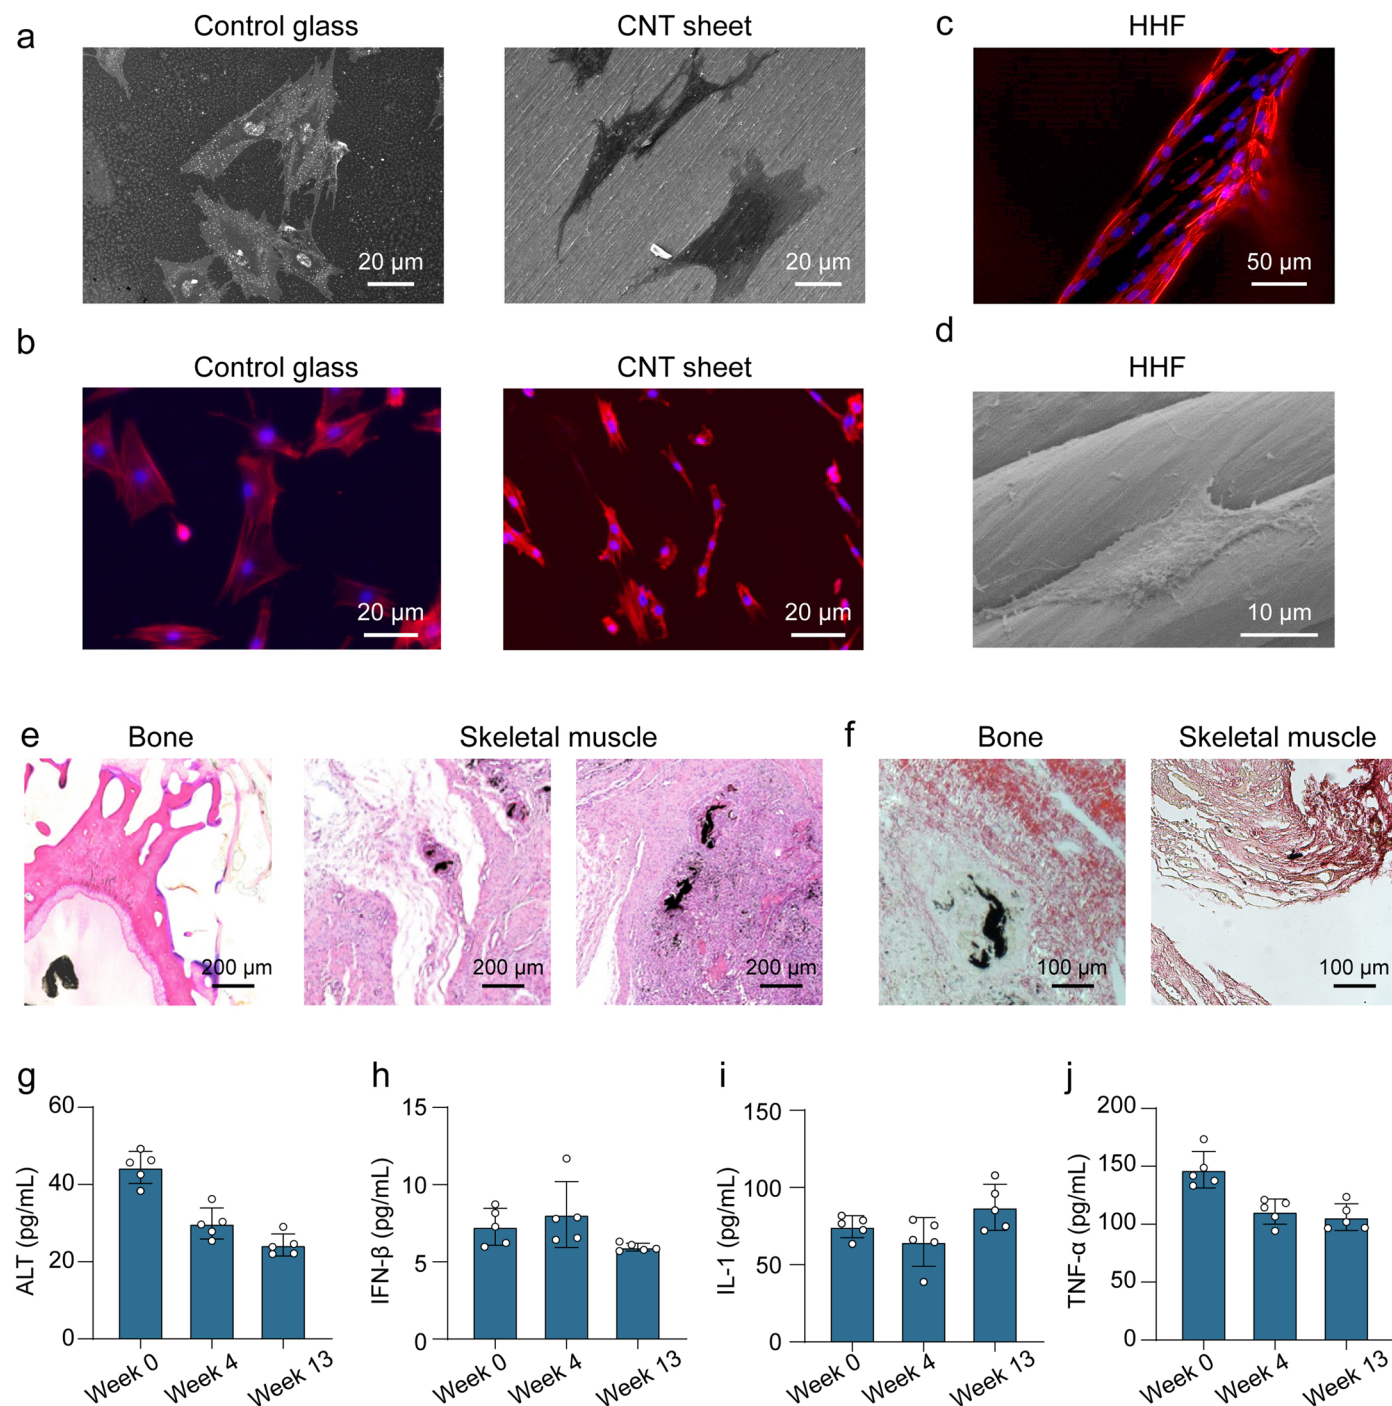 a
Control glass
CNT sheet
c
HHF
20 µm
20 µm
50 µm
b
Control glass
CNT sheet
d
HHF
20 µm
20 µm
10 µm
e
Bone
Skeletal muscle
f
Bone
Skeletal muscle
200 µm
200 µm
200 µm
100 µm
100 µm
g
ALT (pg/mL)
60
40
20
0
Week 0
Week 4
Week 13
h
IFN-β (pg/mL)
15
10
5
0
Week 0
Week 4
Week 13
i
IL-1 (pg/mL)
150
100
50
0
Week 0
Week 4
Week 13
j
TNF-α (pg/mL)
200
150
100
50
0
Week 0
Week 4
Week 13